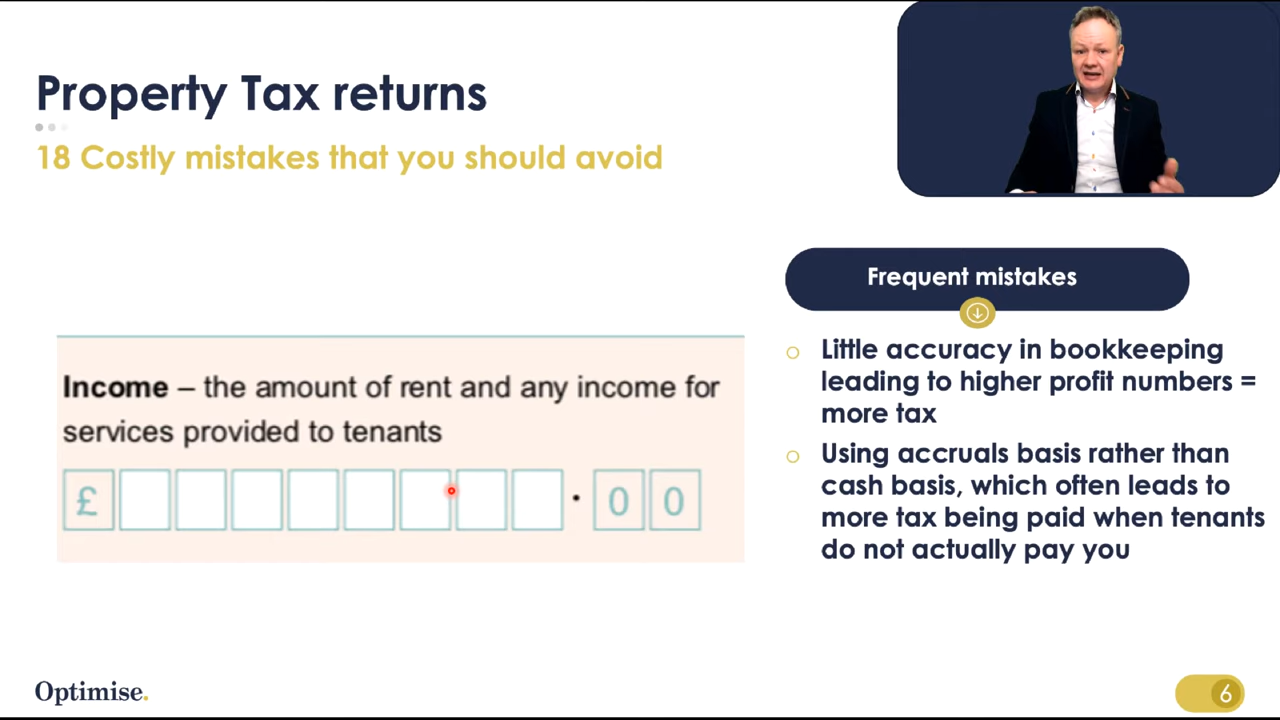 Property Tax returns
18 Costly mistakes that you should avoid
Income – the amount of rent and any income for
services provided to tenants
£ . 0 0
Frequent mistakes
Little accuracy in bookkeeping
leading to higher profit numbers =
more tax
Using accruals basis rather than
cash basis, which often leads to
more tax being paid when tenants
do not actually pay you
Optimise.
6